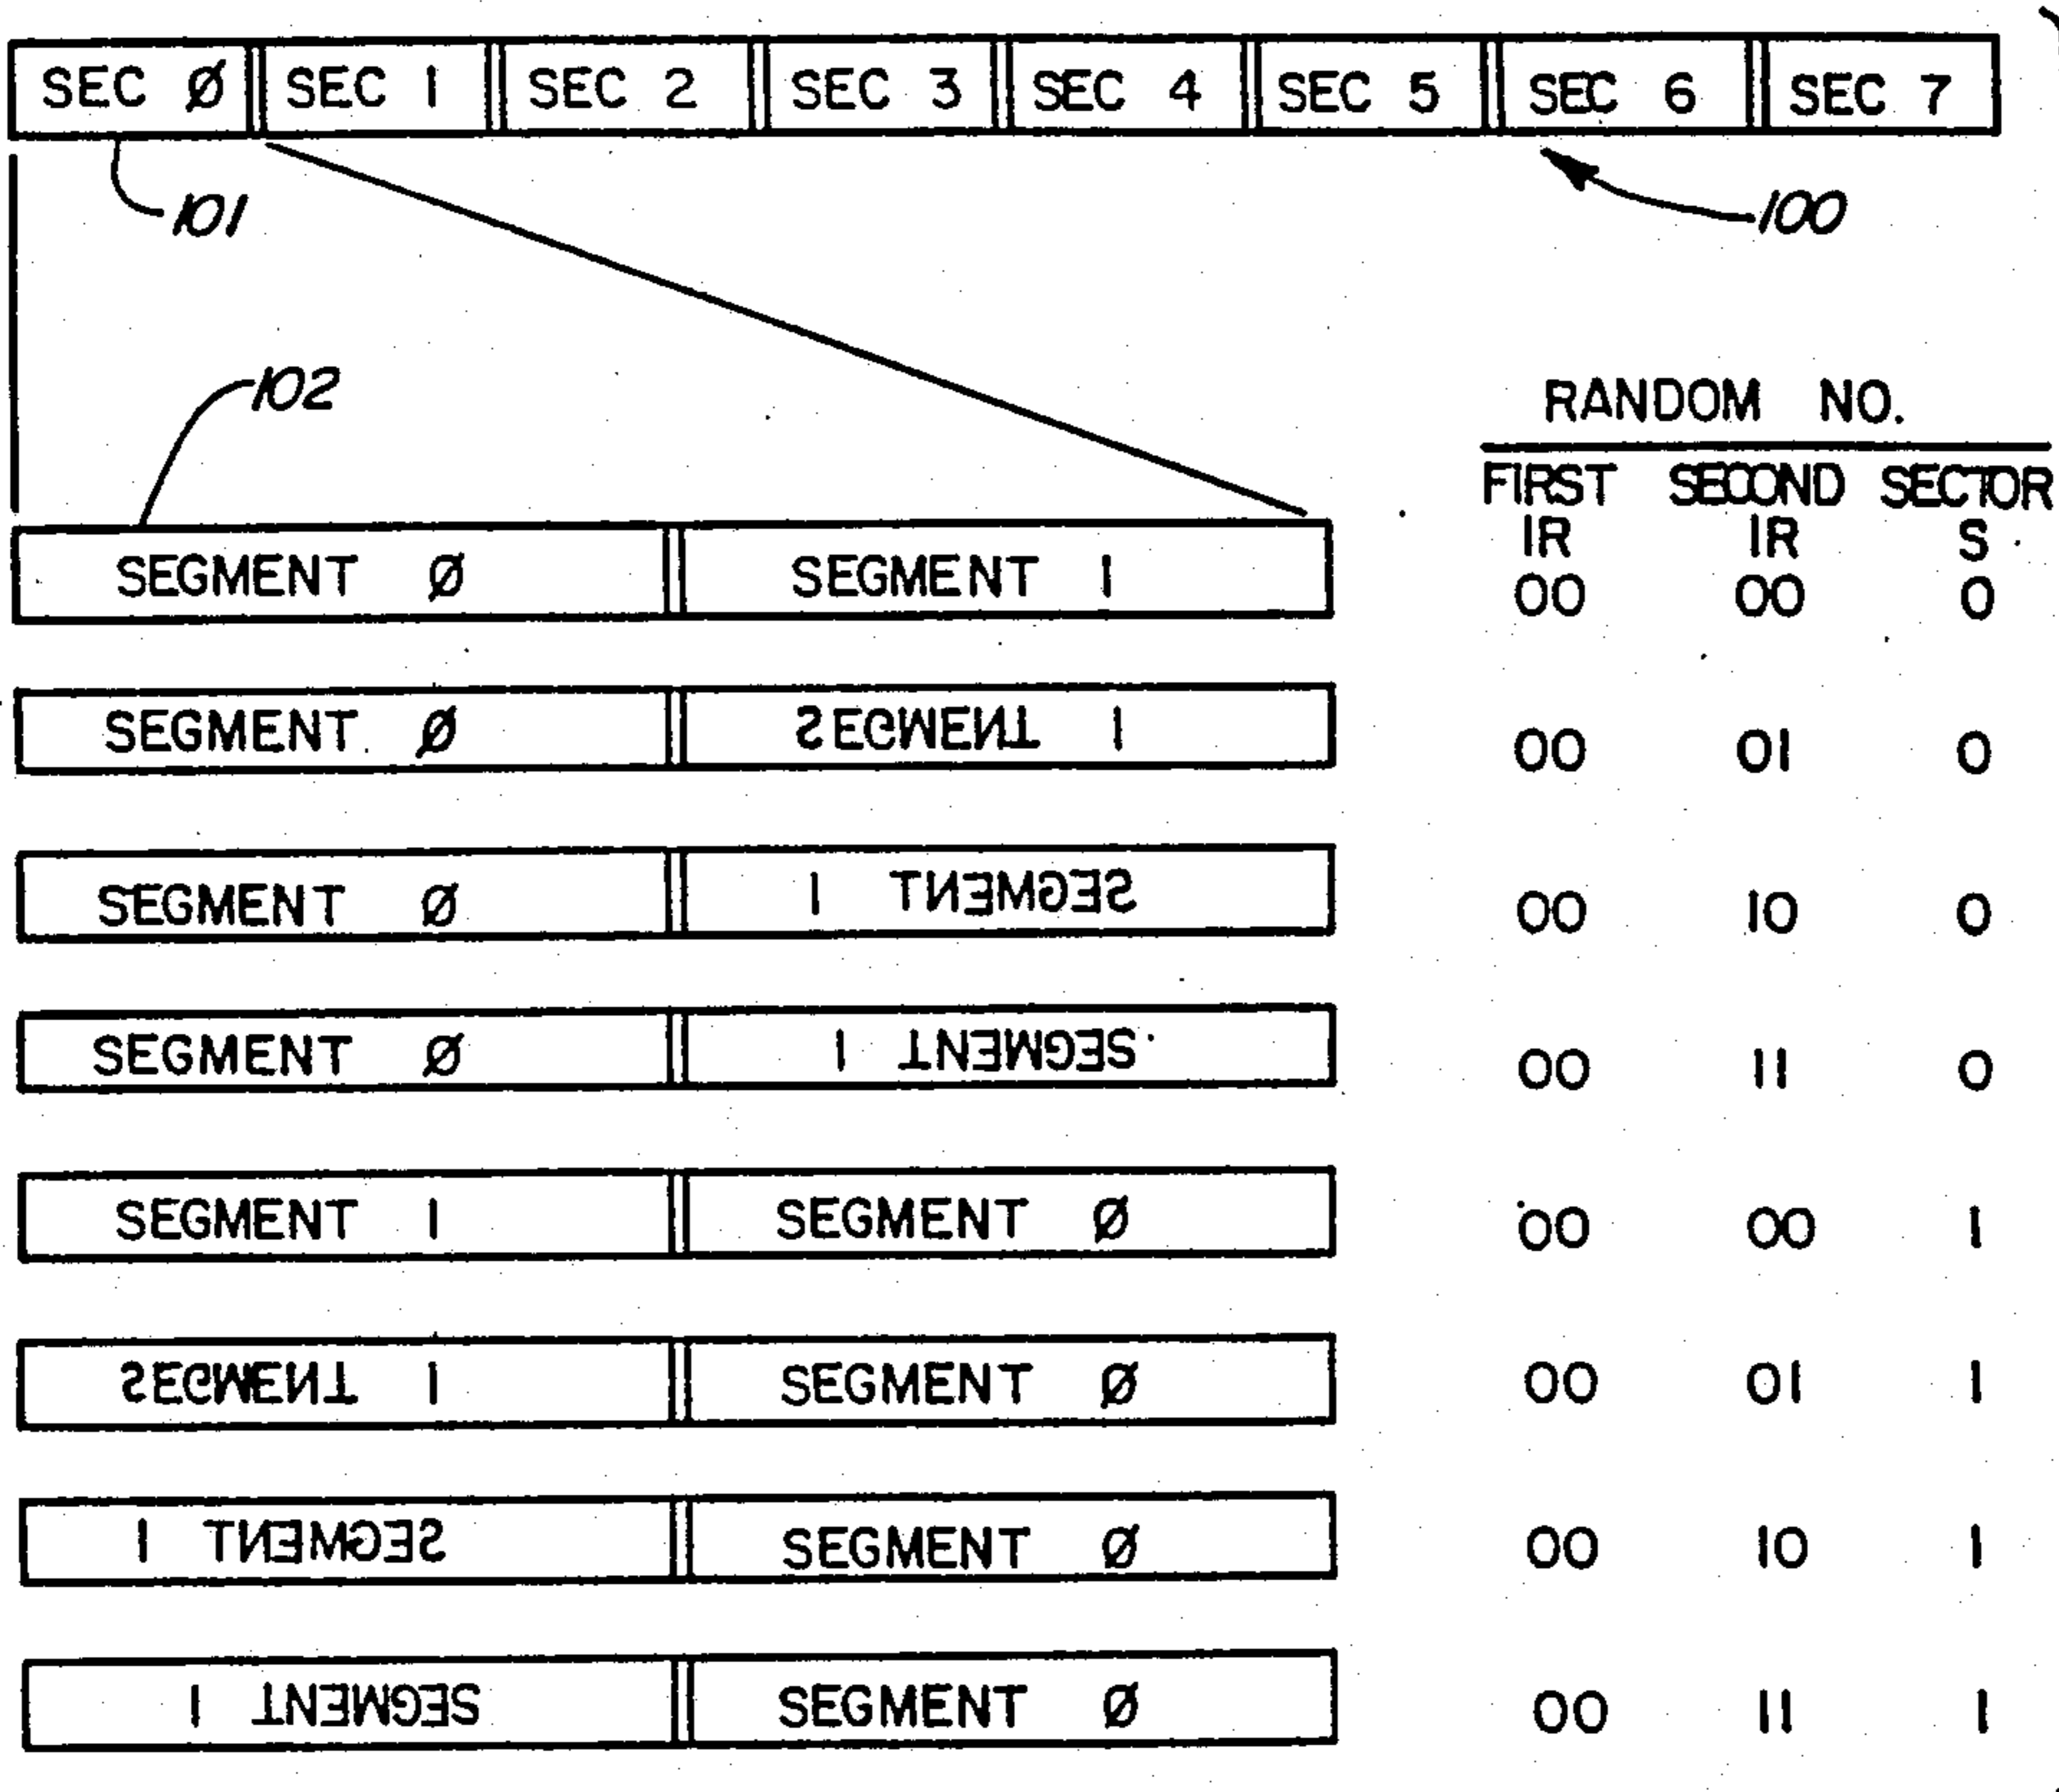 SEC Ø SEC 1 SEC 2 SEC 3 SEC 4 SEC 5 SEC 6 SEC 7
101
100
102
RANDOM NO.
FIRST SECOND SECTOR
IR IR S
SEGMENT Ø SEGMENT 1 00 00 0
SEGMENT Ø SEGMENT 1 00 01 0
SEGMENT Ø SEGMENT 1 00 10 0
SEGMENT Ø SEGMENT 1 00 11 0
SEGMENT 1 SEGMENT Ø 00 00 1
SEGMENT 1 SEGMENT Ø 00 01 1
SEGMENT 1 SEGMENT Ø 00 10 1
SEGMENT 1 SEGMENT Ø 00 11 1